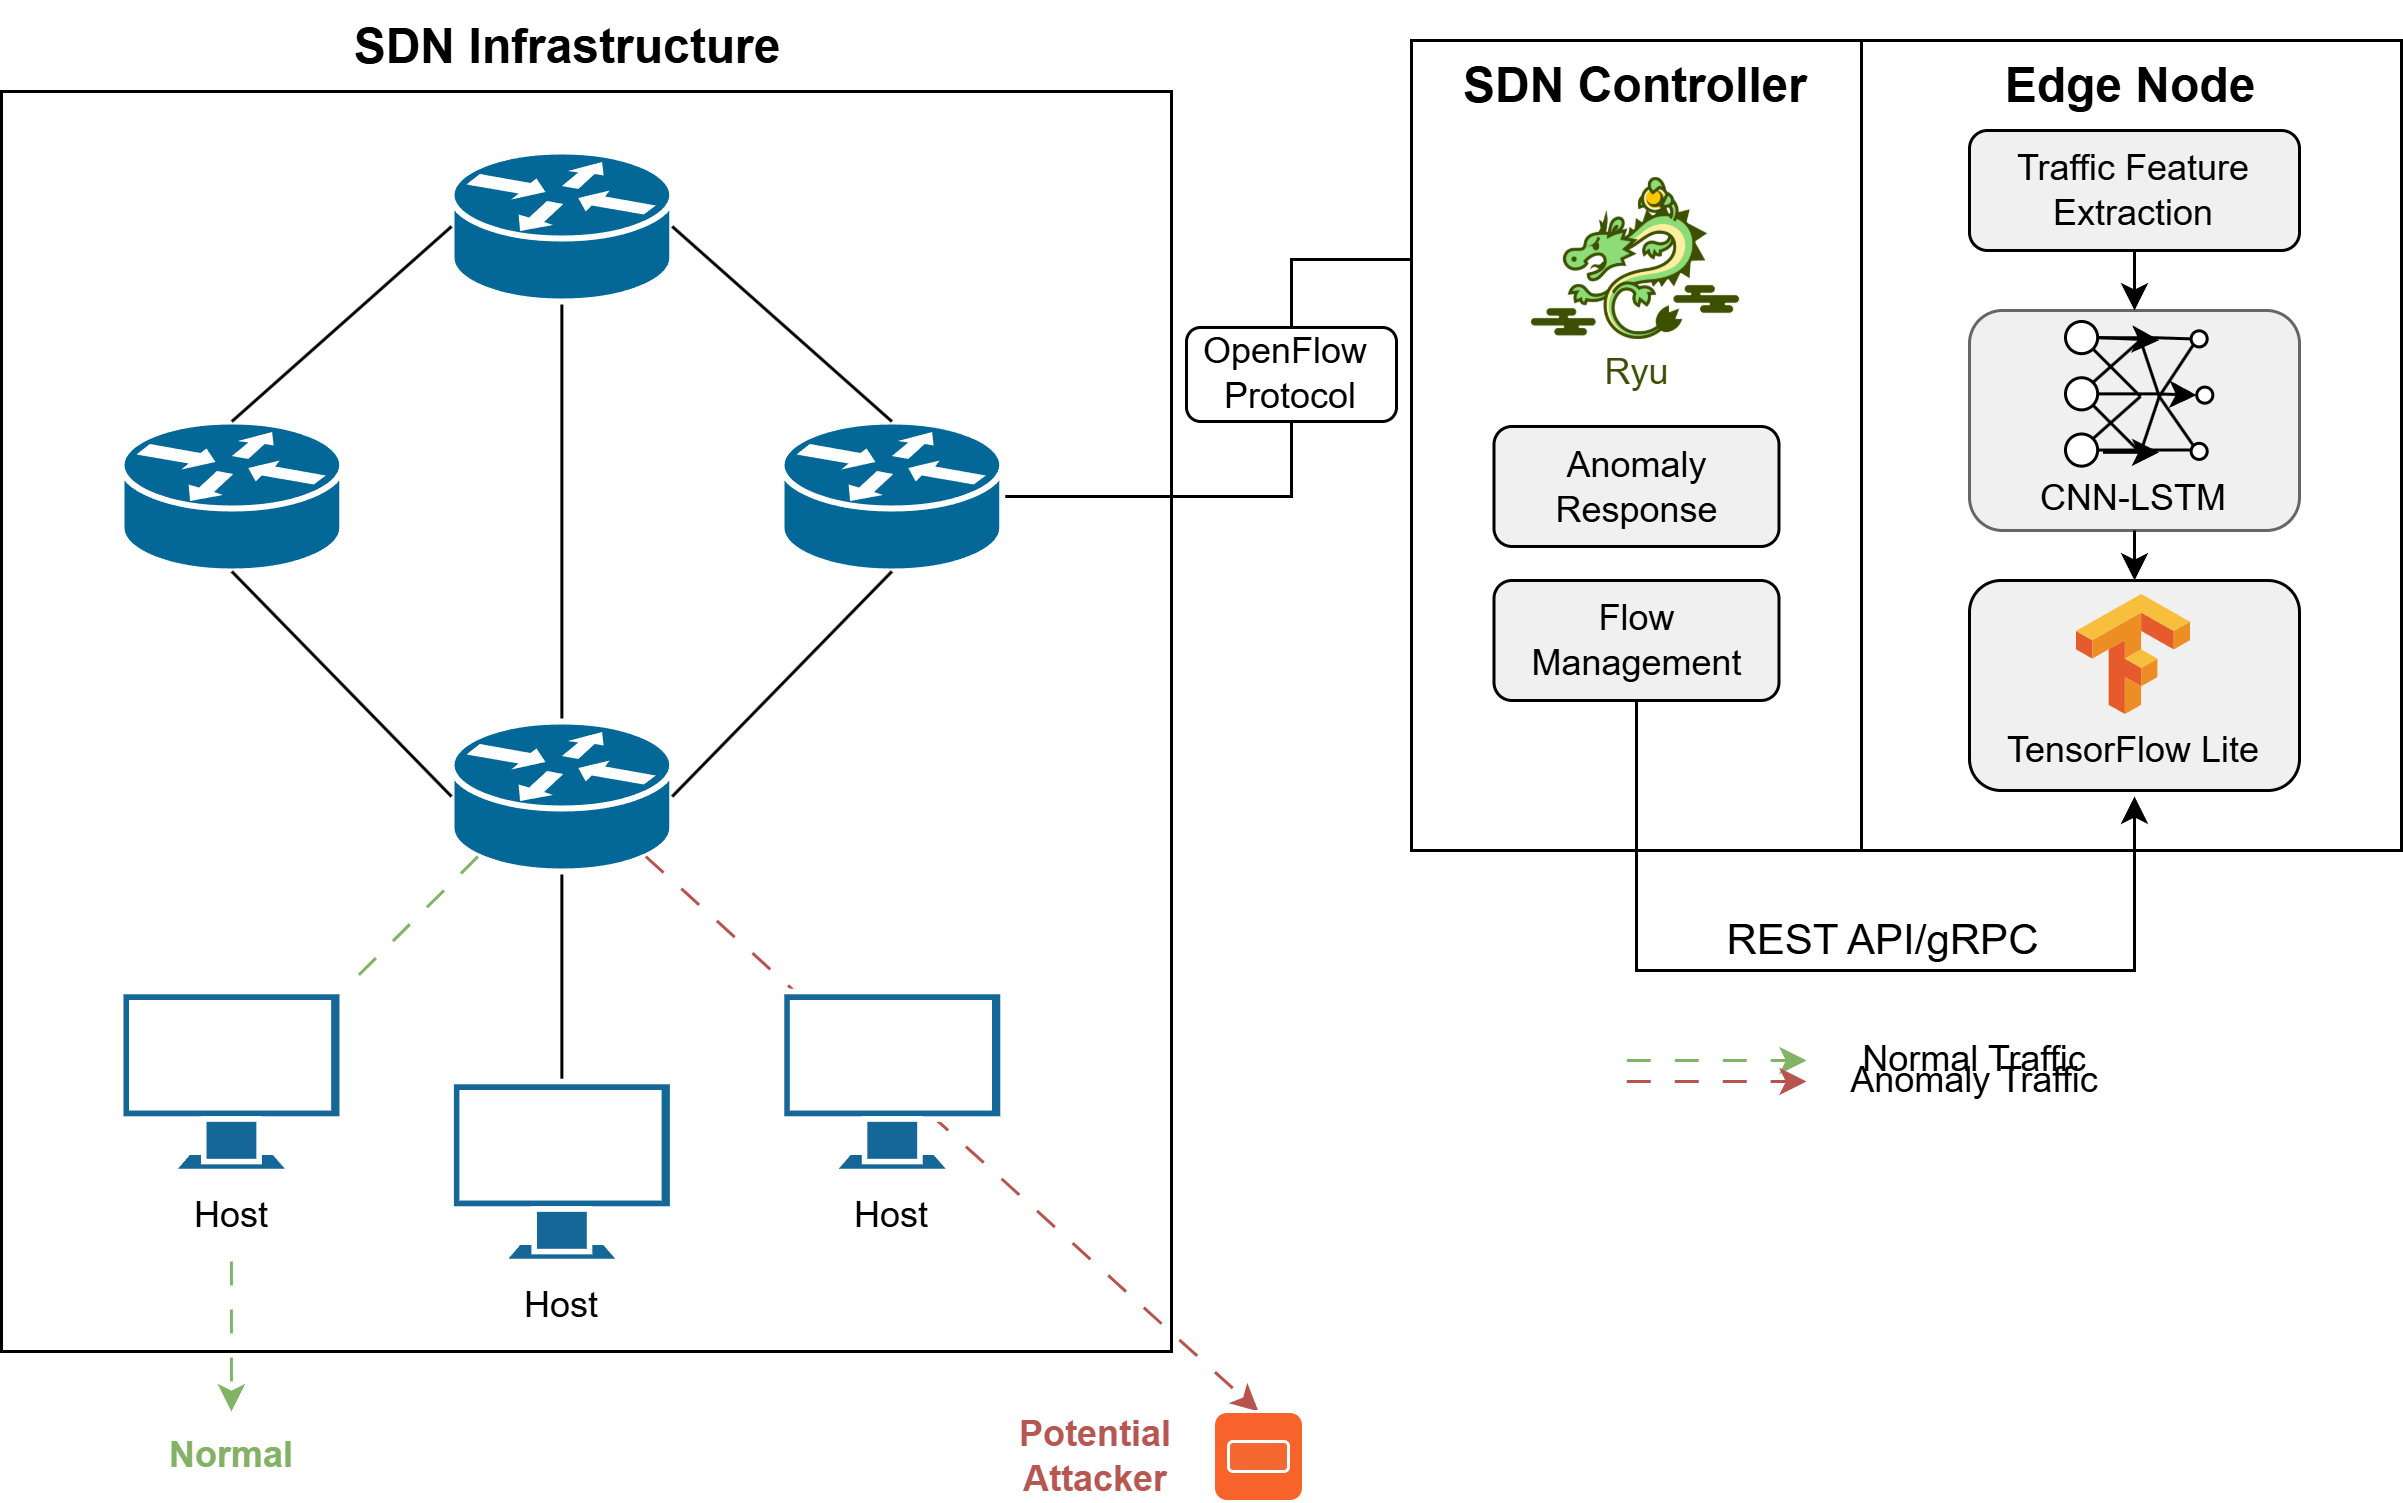 SDN Infrastructure
SDN Controller
Edge Node
Traffic Feature
Extraction
OpenFlow
Protocol
Ryu
Anomaly
Response
CNN-LSTM
Flow
Management
TensorFlow Lite
REST API/gRPC
Normal Traffic
Anomaly Traffic
Host
Host
Host
Normal
Potential
Attacker